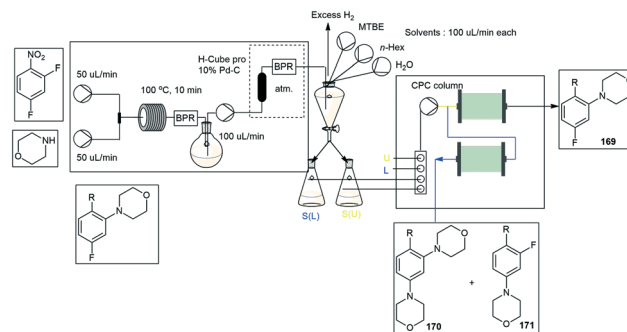 Excess H2
MTBE
n-Hex
H2O
Solvents : 100 uL/min each
H-Cube pro
10% Pd-C
BPR
atm.
NO2
F
F
50 uL/min
50 uL/min
100 ºC, 10 min
BPR
100 uL/min
O
NH
R
N
O
F
S(L)
S(U)
CPC column
U
L
R
N
O
F
169
R
N
O
N
O
170
+
R
F
N
O
171